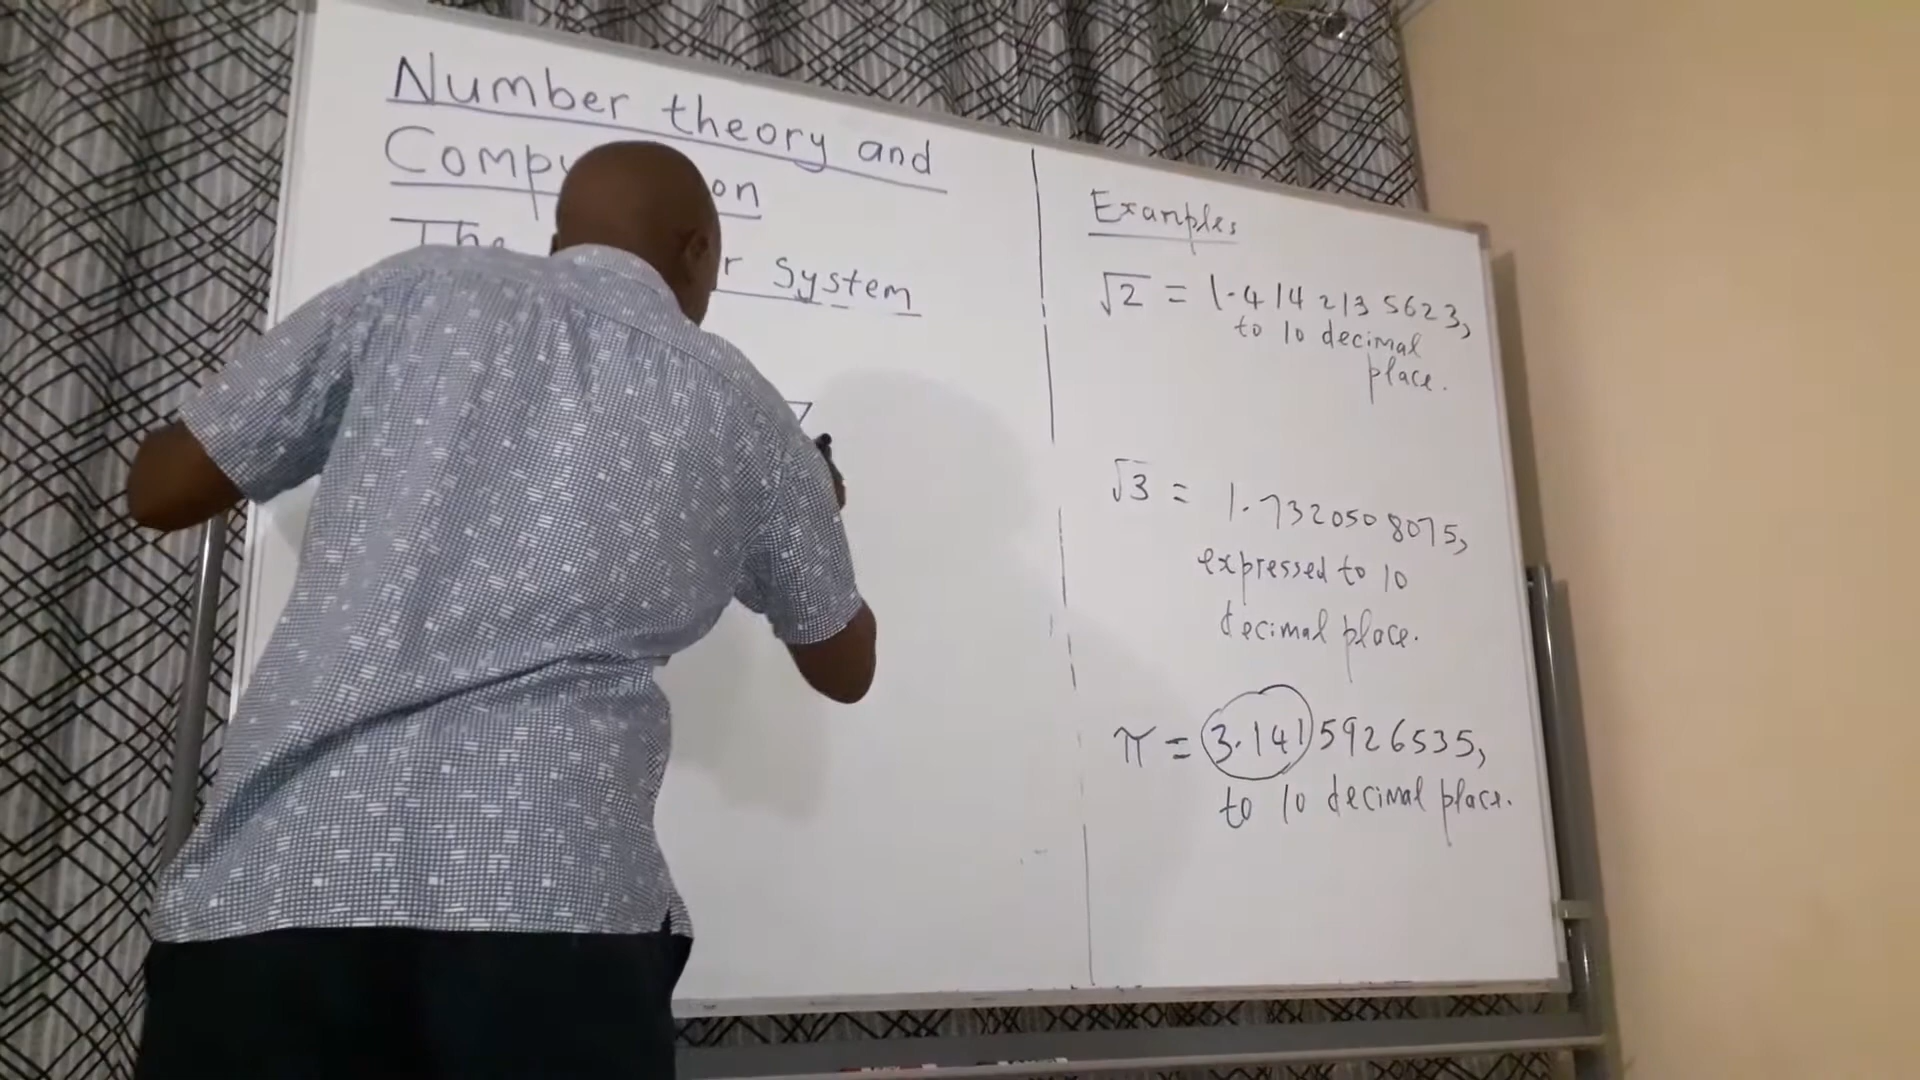 Number theory and
on
The
System
Examples
√2 = 1.4142135623,
to 10 decimal
place.
√3 = 1.7320508075,
expressed to 10
decimal place.
π = 3.1415926535,
to 10 decimal place.